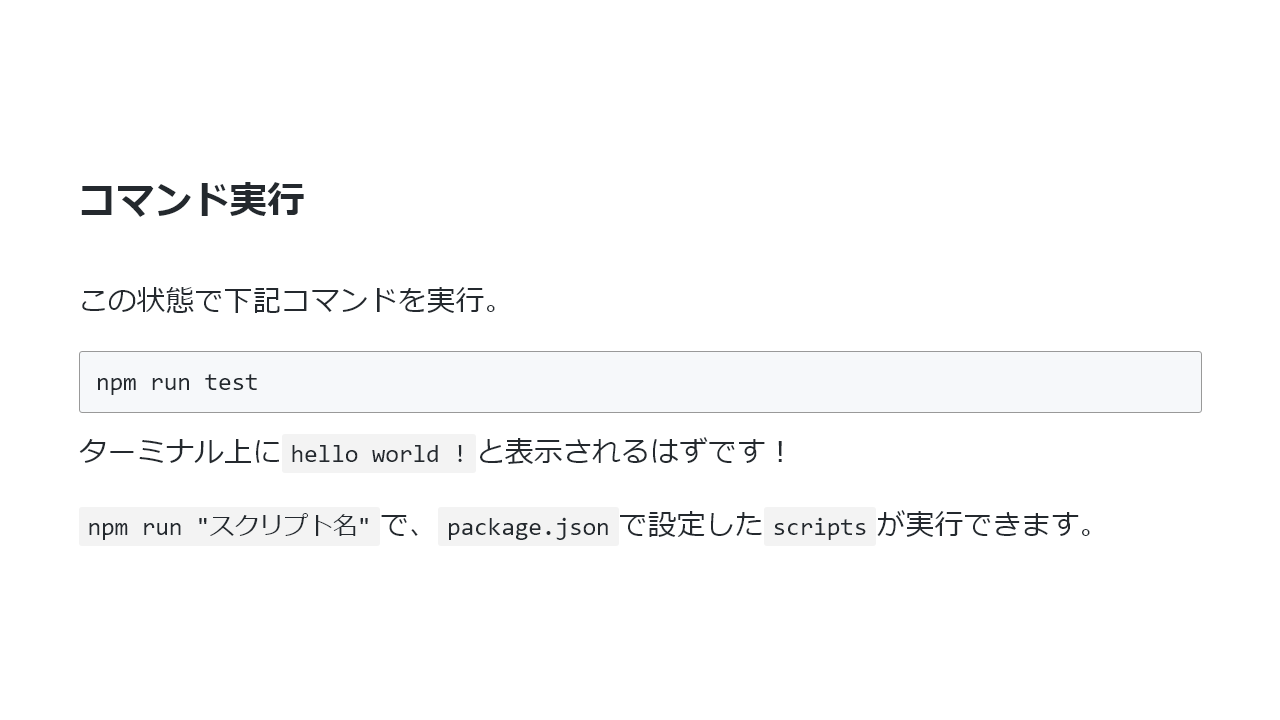 コマンド実行
この状態で下記コマンドを実行。
npm run test
ターミナル上にhello world !と表示されるはずです！
npm run "スクリプト名"で、package.jsonで設定したscriptsが実行できます。